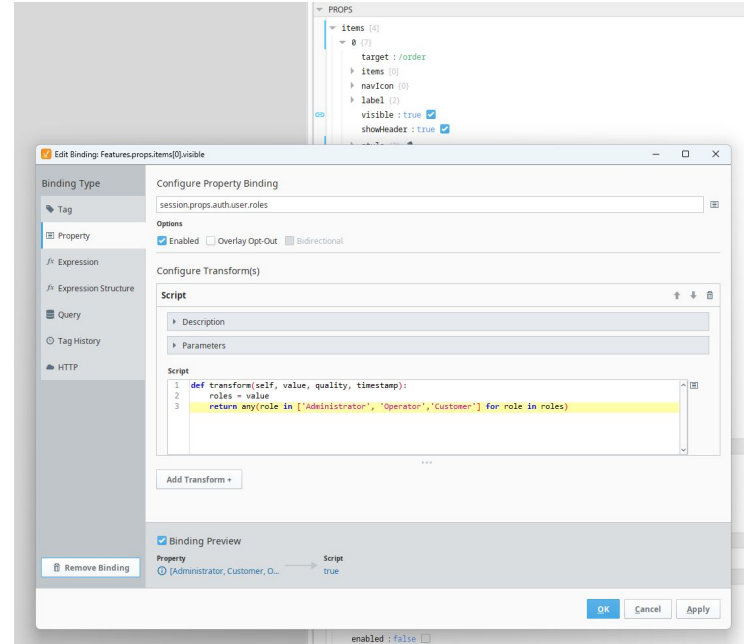 PROPS
items [4]
0 {7}
target : /order
items [0]
navIcon {0}
label {2}
visible : true
showHeader : true
Edit Binding: Features.props.items[0].visible
Binding Type
Tag
Property
fx Expression
fx Expression Structure
Query
Tag History
HTTP
Remove Binding
Configure Property Binding
session.props.auth.user.roles
Options
Enabled Overlay Opt-Out Bidirectional
Configure Transform(s)
Script
Description
Parameters
Script
1 def transform(self, value, quality, timestamp):
2 roles = value
3 return any(role in ['Administrator', 'Operator','Customer'] for role in roles)
Add Transform +
Binding Preview
Property Script
[Administrator, Customer, O... true
OK Cancel Apply
enabled : false